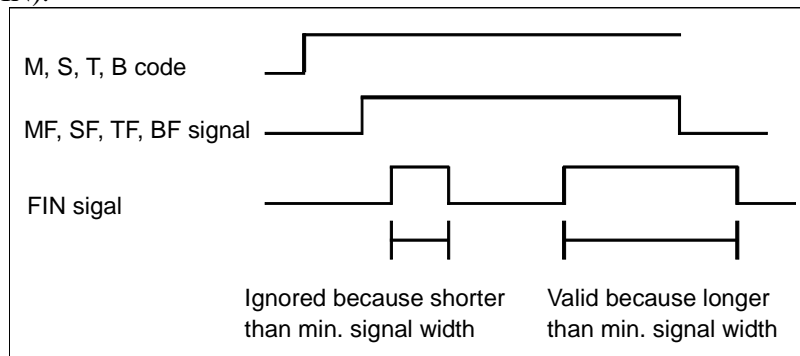 M, S, T, B code
MF, SF, TF, BF signal
FIN sigal
Ignored because shorter
than min. signal width
Valid because longer
than min. signal width